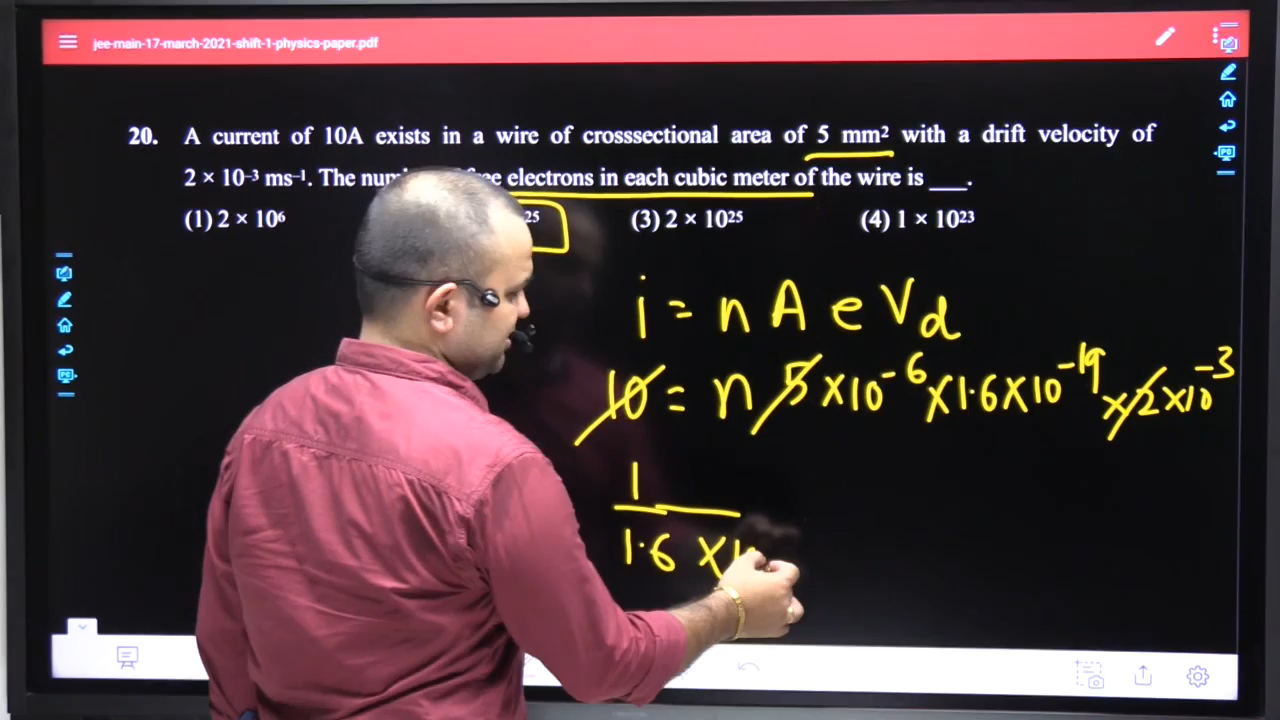 jee-main-17-march-2021-shift-1-physics-paper.pdf
20. A current of 10A exists in a wire of crosssectional area of 5 mm² with a drift velocity of
2 × 10⁻³ ms⁻¹. The electrons in each cubic meter of the wire is ___.
(1) 2 × 10⁶ 25 (3) 2 × 10²⁵ (4) 1 × 10²³
i = n A e Vd
10 = n 5 × 10⁻⁶ × 1.6 × 10⁻¹⁹ × 2 × 10⁻³
1
1.6 ×